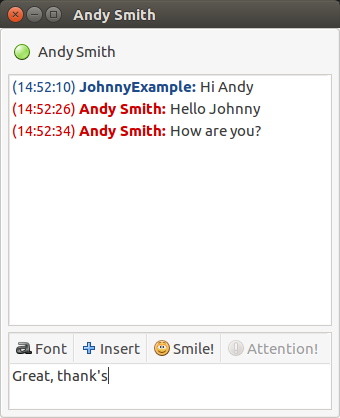 Andy Smith
Andy Smith
(14:52:10) JohnnyExample: Hi Andy
(14:52:26) Andy Smith: Hello Johnny
(14:52:34) Andy Smith: How are you?
Font Insert Smile! Attention!
Great, thank's